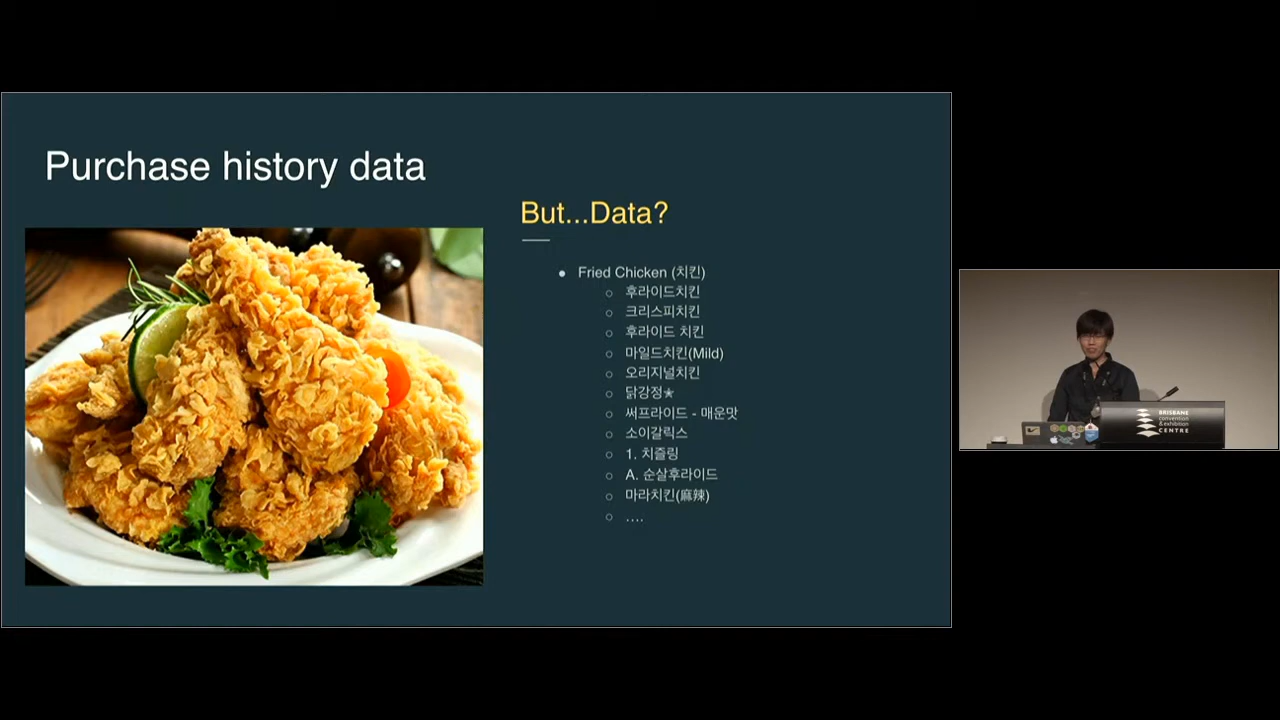 Purchase history data
But...Data?
● Fried Chicken (치킨)
○ 후라이드치킨
○ 크리스피치킨
○ 후라이드 치킨
○ 마일드치킨(Mild)
○ 오리지널치킨
○ 닭강정★
○ 써프라이드 - 매운맛
○ 소이갈릭스
○ 1. 치즐링
○ A. 순살후라이드
○ 마라치킨(麻辣)
○ ....
BRISBANE
convention
& exhibition
CENTRE